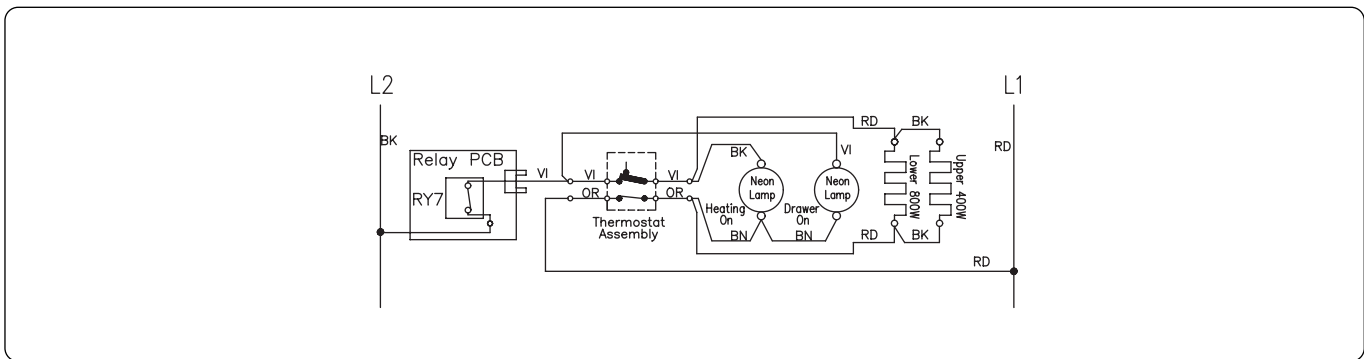 L2
L1
BK
RD
Relay PCB
RY7
VI
VI
OR
VI
OR
Thermostat
Assembly
BK
BN
Heating
On
Neon
Lamp
Drawer
On
BN
Neon
Lamp
VI
RD
BK
Lower 800W
Upper 400W
RD
BK
RD